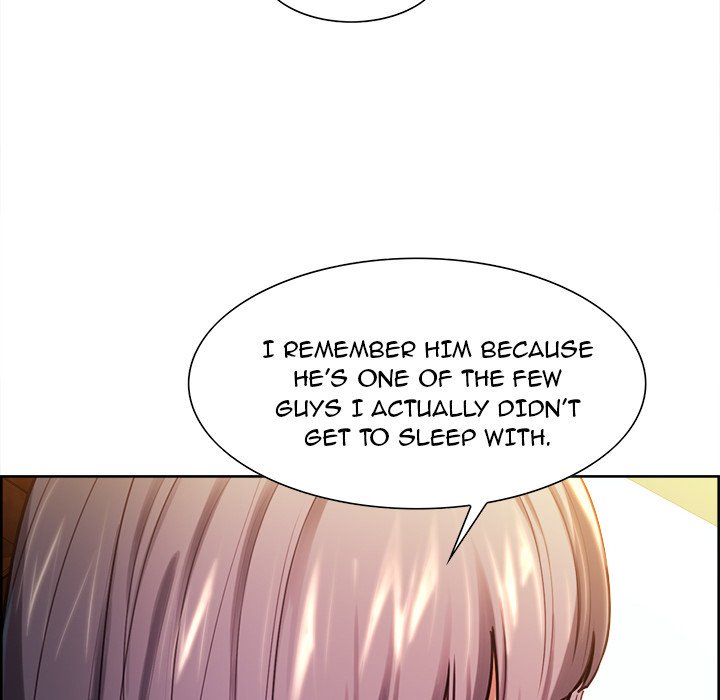 I REMEMBER HIM BECAUSE
HE'S ONE OF THE FEW
GUYS I ACTUALLY DIDN'T
GET TO SLEEP WITH.